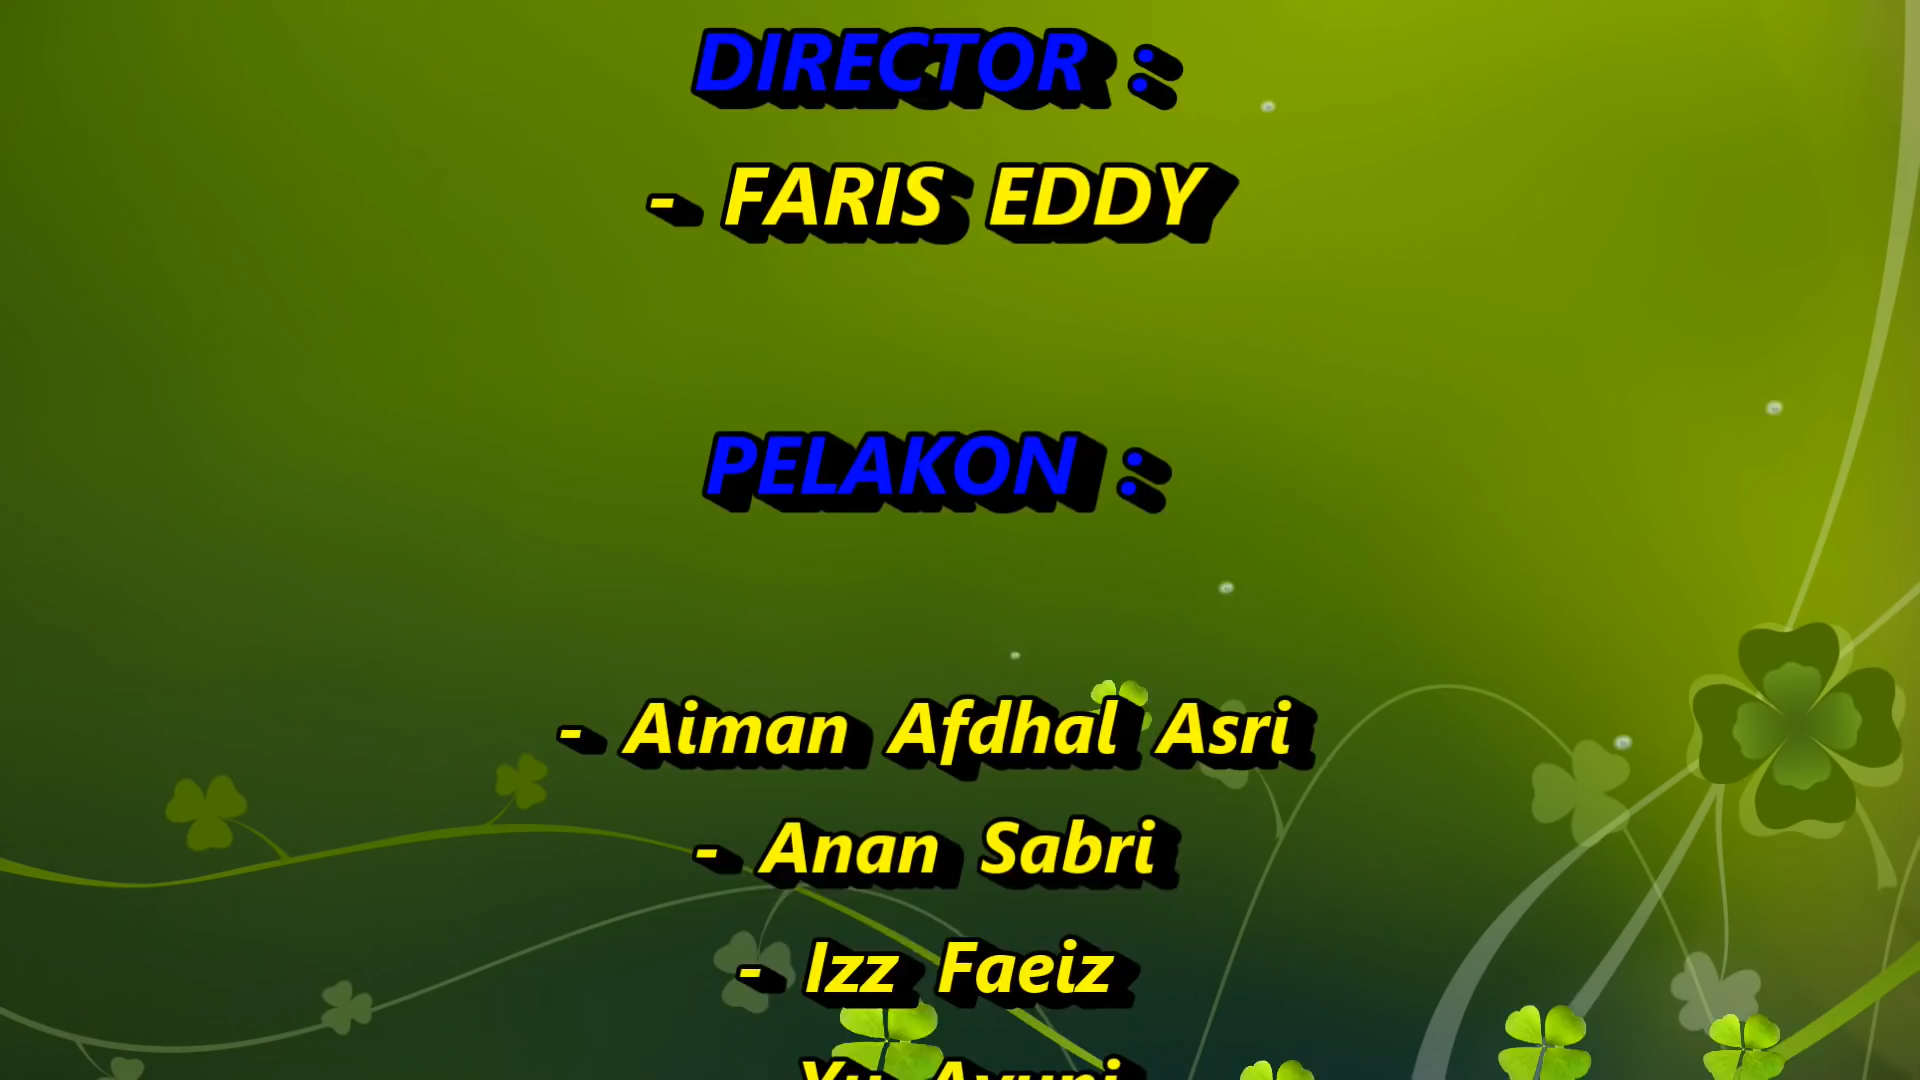 DIRECTOR :
- FARIS EDDY
PELAKON :
- Aiman Afdhal Asri
- Anan Sabri
- Izz Faeiz